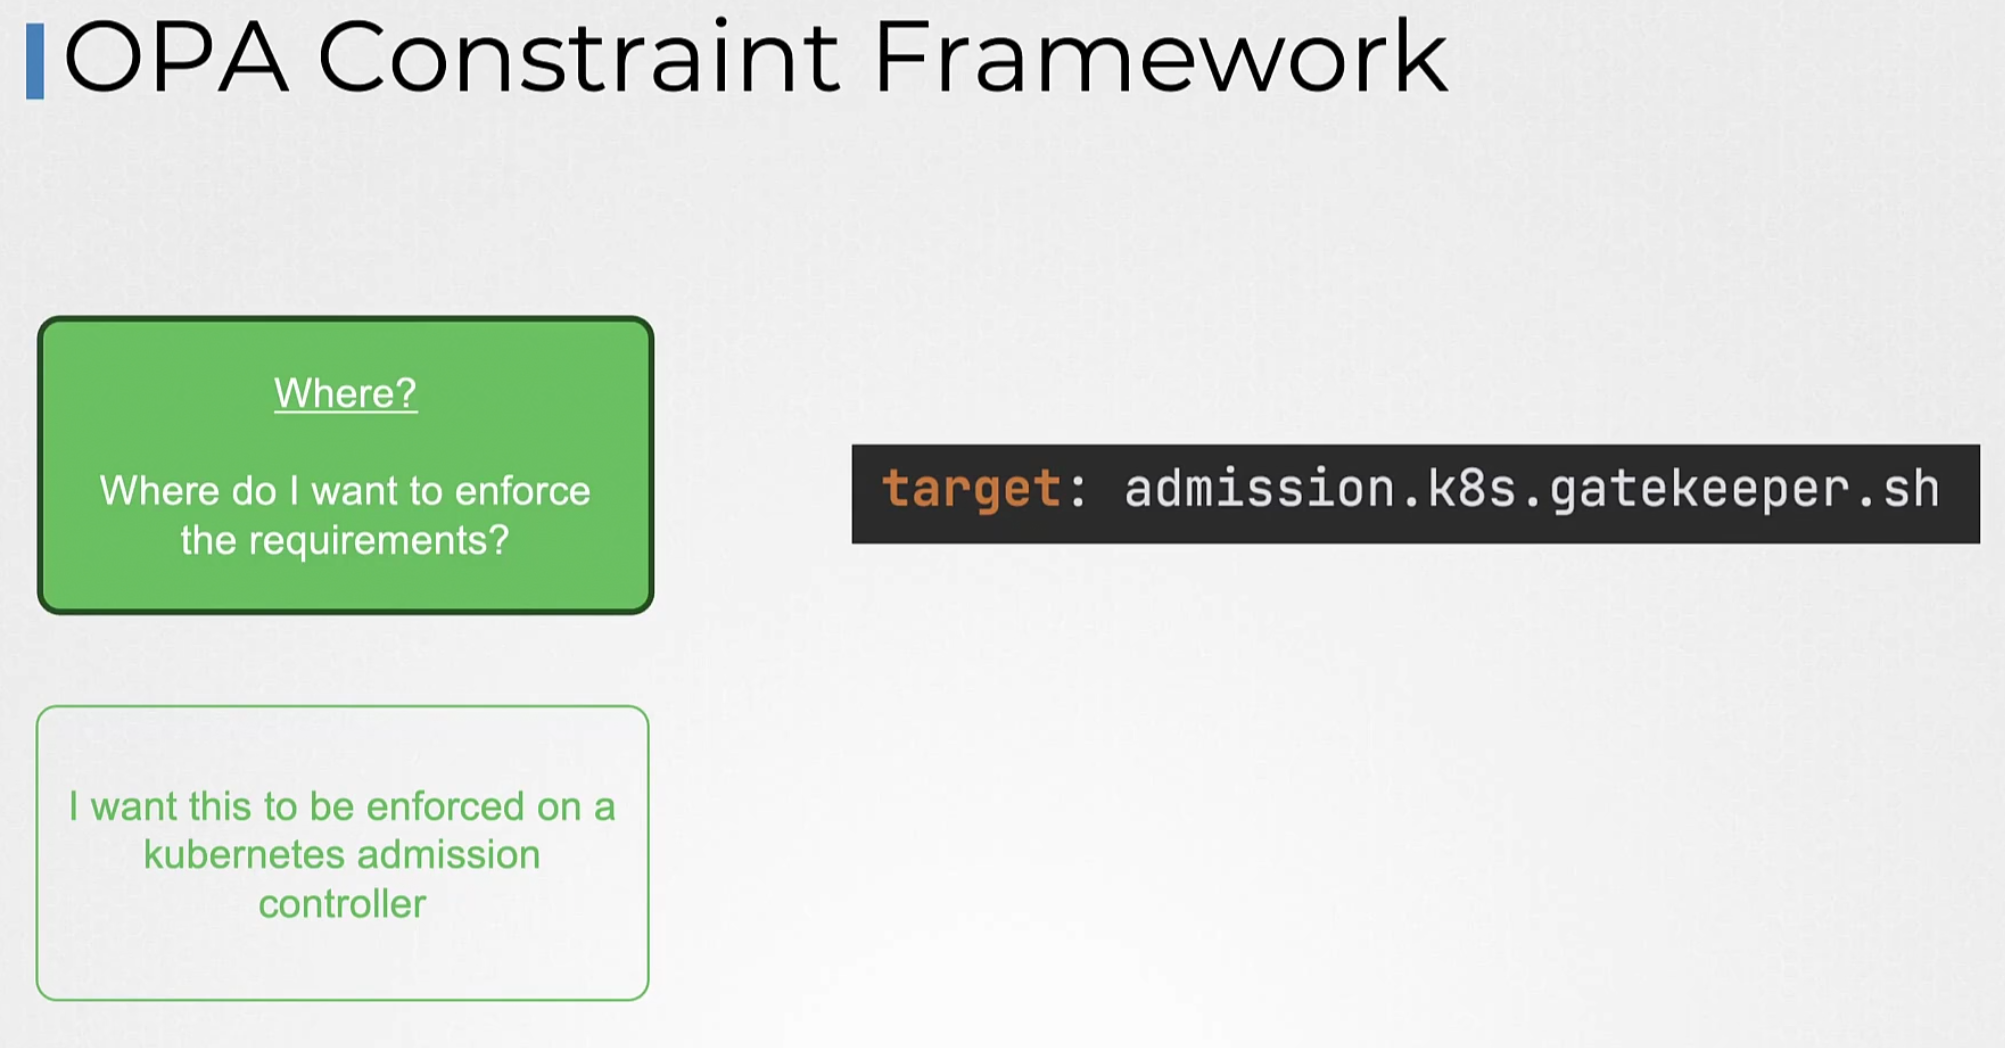 OPA Constraint Framework
Where?
Where do I want to enforce
the requirements?
target: admission.k8s.gatekeeper.sh
I want this to be enforced on a
kubernetes admission
controller